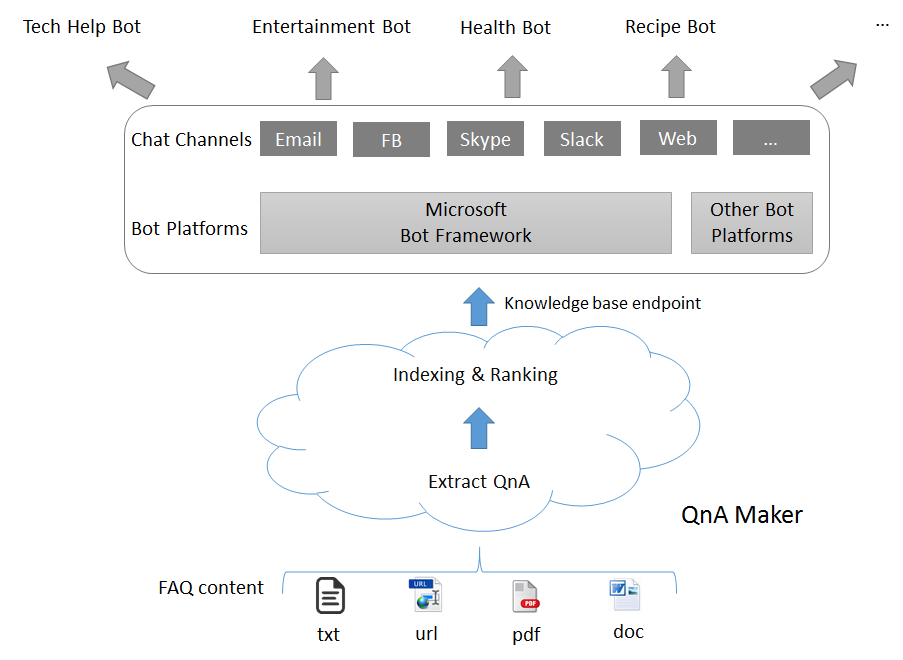 Tech Help Bot
Entertainment Bot
Health Bot
Recipe Bot
...
Chat Channels
Email
FB
Skype
Slack
Web
...
Bot Platforms
Microsoft
Bot Framework
Other Bot
Platforms
Knowledge base endpoint
Indexing & Ranking
Extract QnA
QnA Maker
FAQ content
URL
PDF
W
txt
url
pdf
doc